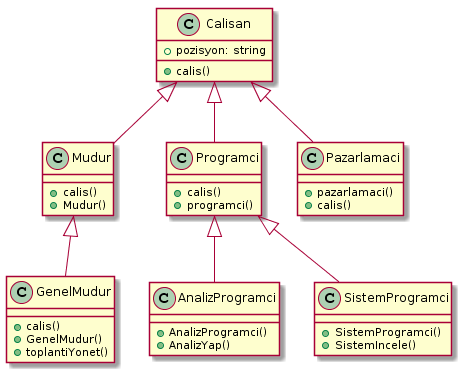 C Calisan
pozisyon: string
calis()
C Mudur
calis()
Mudur()
C Programci
calis()
programci()
C Pazarlamaci
pazarlamaci()
calis()
C GenelMudur
calis()
GenelMudur()
toplantiYonet()
C AnalizProgramci
AnalizProgramci()
AnalizYap()
C SistemProgramci
SistemProgramci()
SistemIncele()